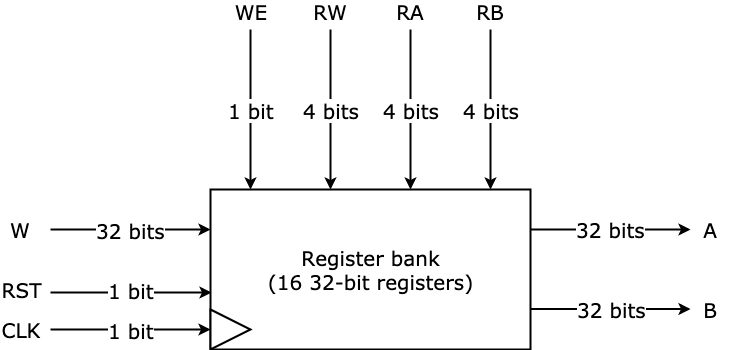 WE RW RA RB
1 bit 4 bits 4 bits 4 bits
W 32 bits 32 bits A
Register bank
(16 32-bit registers)
RST 1 bit
32 bits B
CLK 1 bit